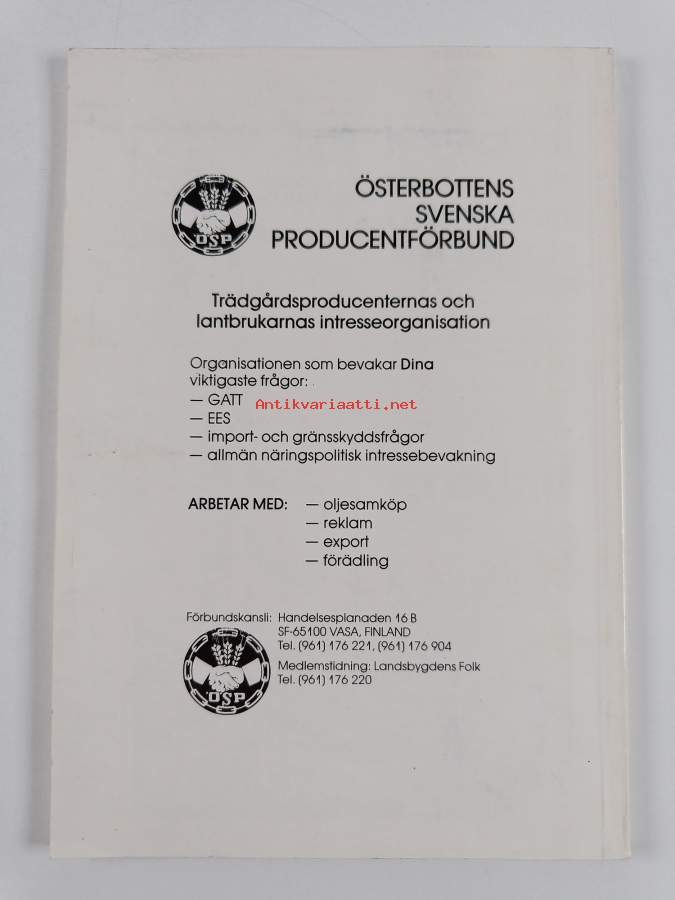 ÖSTERBOTTENS
SVENSKA
PRODUCENTFÖRBUND
ÖSP
Trädgårdsproducenternas och
lantbrukarnas intresseorganisation
Organisationen som bevakar Dina
viktigaste frågor:
— GATT
Antikvariaatti.net
— EES
— import- och gränsskyddsfrågor
— allmän näringspolitisk intressebevakning
ARBETAR MED: — oljesamköp
— reklam
— export
— förädling
Förbundskansli: Handelsesplanaden 16 B
SF-65100 VASA, FINLAND
Tel. (961) 176 221, (961) 176 904
Medlemstidning: Landsbygdens Folk
Tel. (961) 176 220
ÖSP